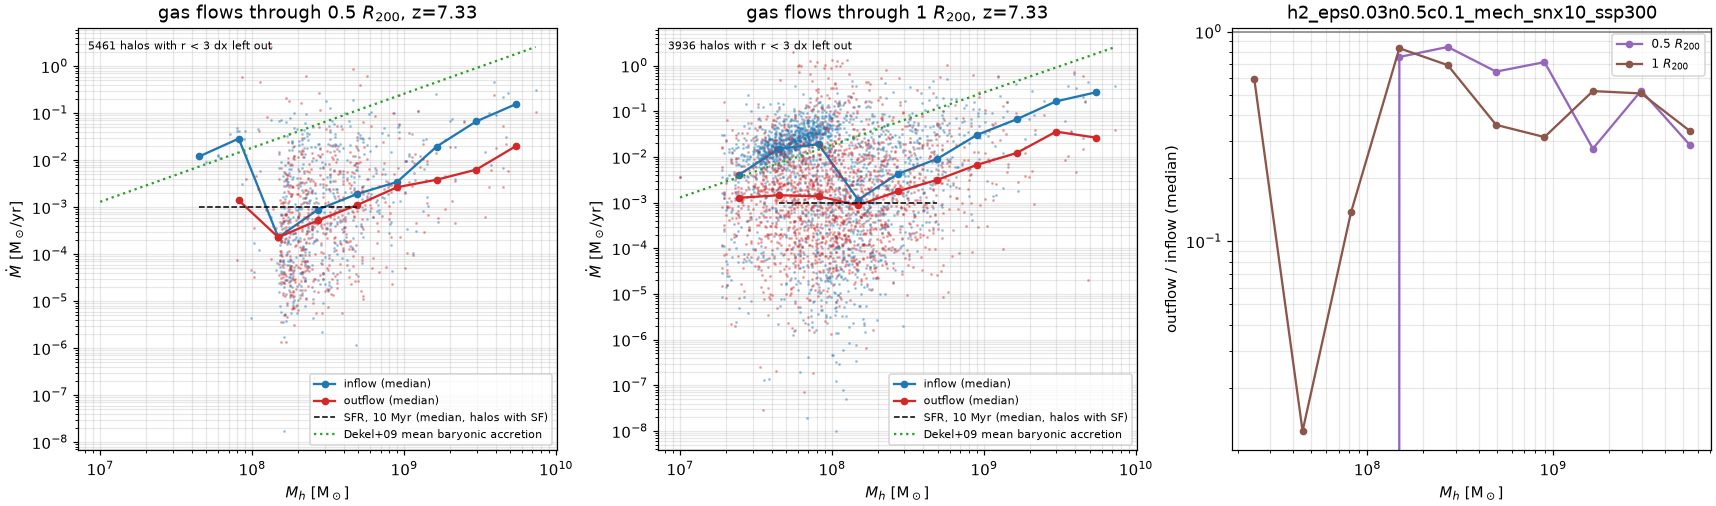 gas flows through 0.5 R200, z=7.33
5461 halos with r < 3 dx left out
10^0
10^-1
10^-2
10^-3
10^-4
10^-5
10^-6
10^-7
10^-8
Ṁ [M⊙/yr]
inflow (median)
outflow (median)
SFR, 10 Myr (median, halos with SF)
Dekel+09 mean baryonic accretion
10^7
10^8
10^9
10^10
M_h [M⊙]
gas flows through 1 R200, z=7.33
3936 halos with r < 3 dx left out
10^0
10^-1
10^-2
10^-3
10^-4
10^-5
10^-6
10^-7
10^-8
Ṁ [M⊙/yr]
inflow (median)
outflow (median)
SFR, 10 Myr (median, halos with SF)
Dekel+09 mean baryonic accretion
10^7
10^8
10^9
10^10
M_h [M⊙]
h2_eps0.03n0.5c0.1_mech_snx10_ssp300
0.5 R200
1 R200
10^0
10^-1
outflow / inflow (median)
10^8
10^9
M_h [M⊙]